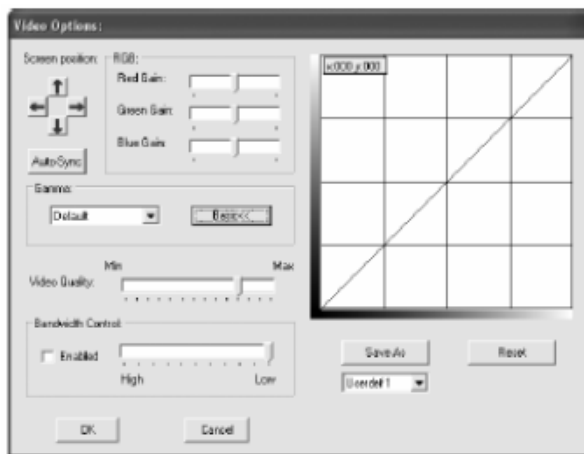 Video Options:
Screen position:
RGB:
Red Gain:
Green Gain:
Blue Gain:
Auto-Sync
Gamma:
Default
Basic<<
Video Quality:
Min
Max
Bandwidth Control:
Enabled
High
Low
OK
Cancel
x:000 y:000
Save As
Reset
Userdef 1